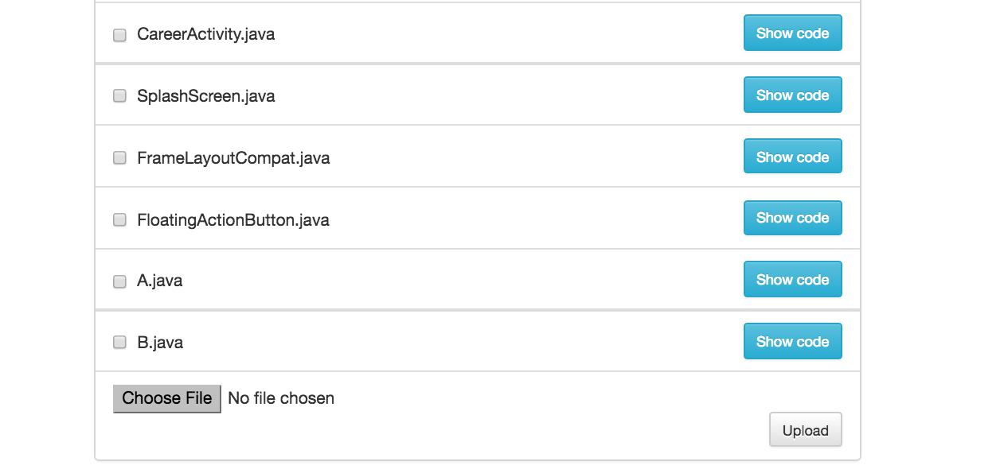 CareerActivity.java Show code
SplashScreen.java Show code
FrameLayoutCompat.java Show code
FloatingActionButton.java Show code
A.java Show code
B.java Show code
Choose File No file chosen
Upload